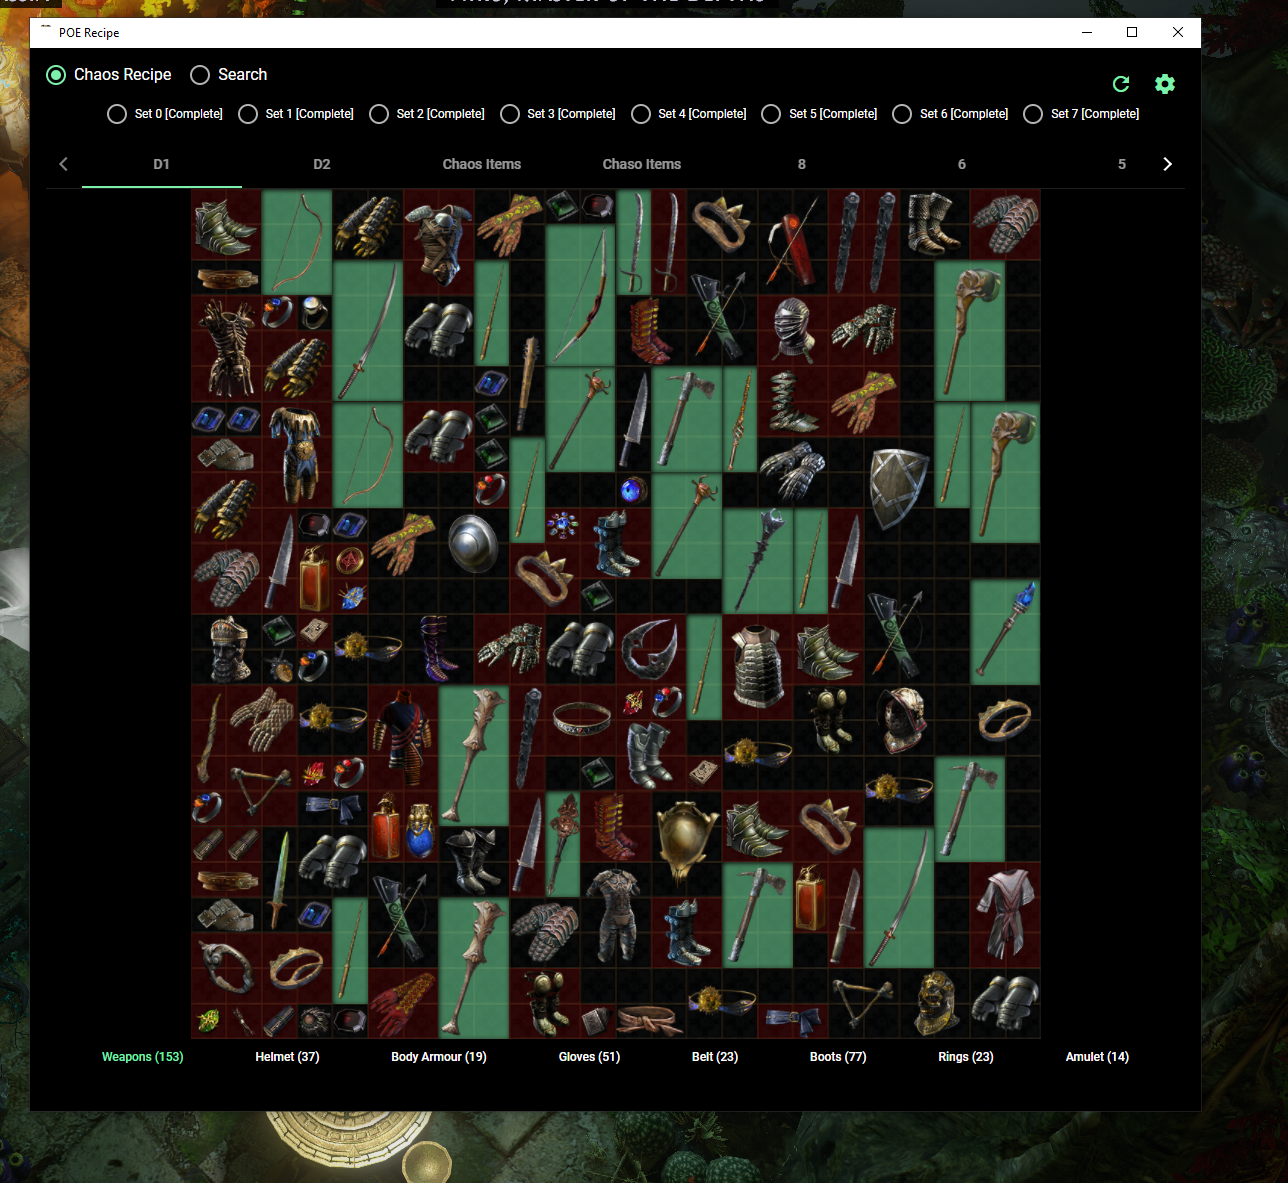 POE Recipe
Chaos Recipe Search
Set 0 [Complete] Set 1 [Complete] Set 2 [Complete] Set 3 [Complete] Set 4 [Complete] Set 5 [Complete] Set 6 [Complete] Set 7 [Complete]
D1 D2 Chaos Items Chaso Items 8 6 5
Weapons (153) Helmet (37) Body Armour (19) Gloves (51) Belt (23) Boots (77) Rings (23) Amulet (14)